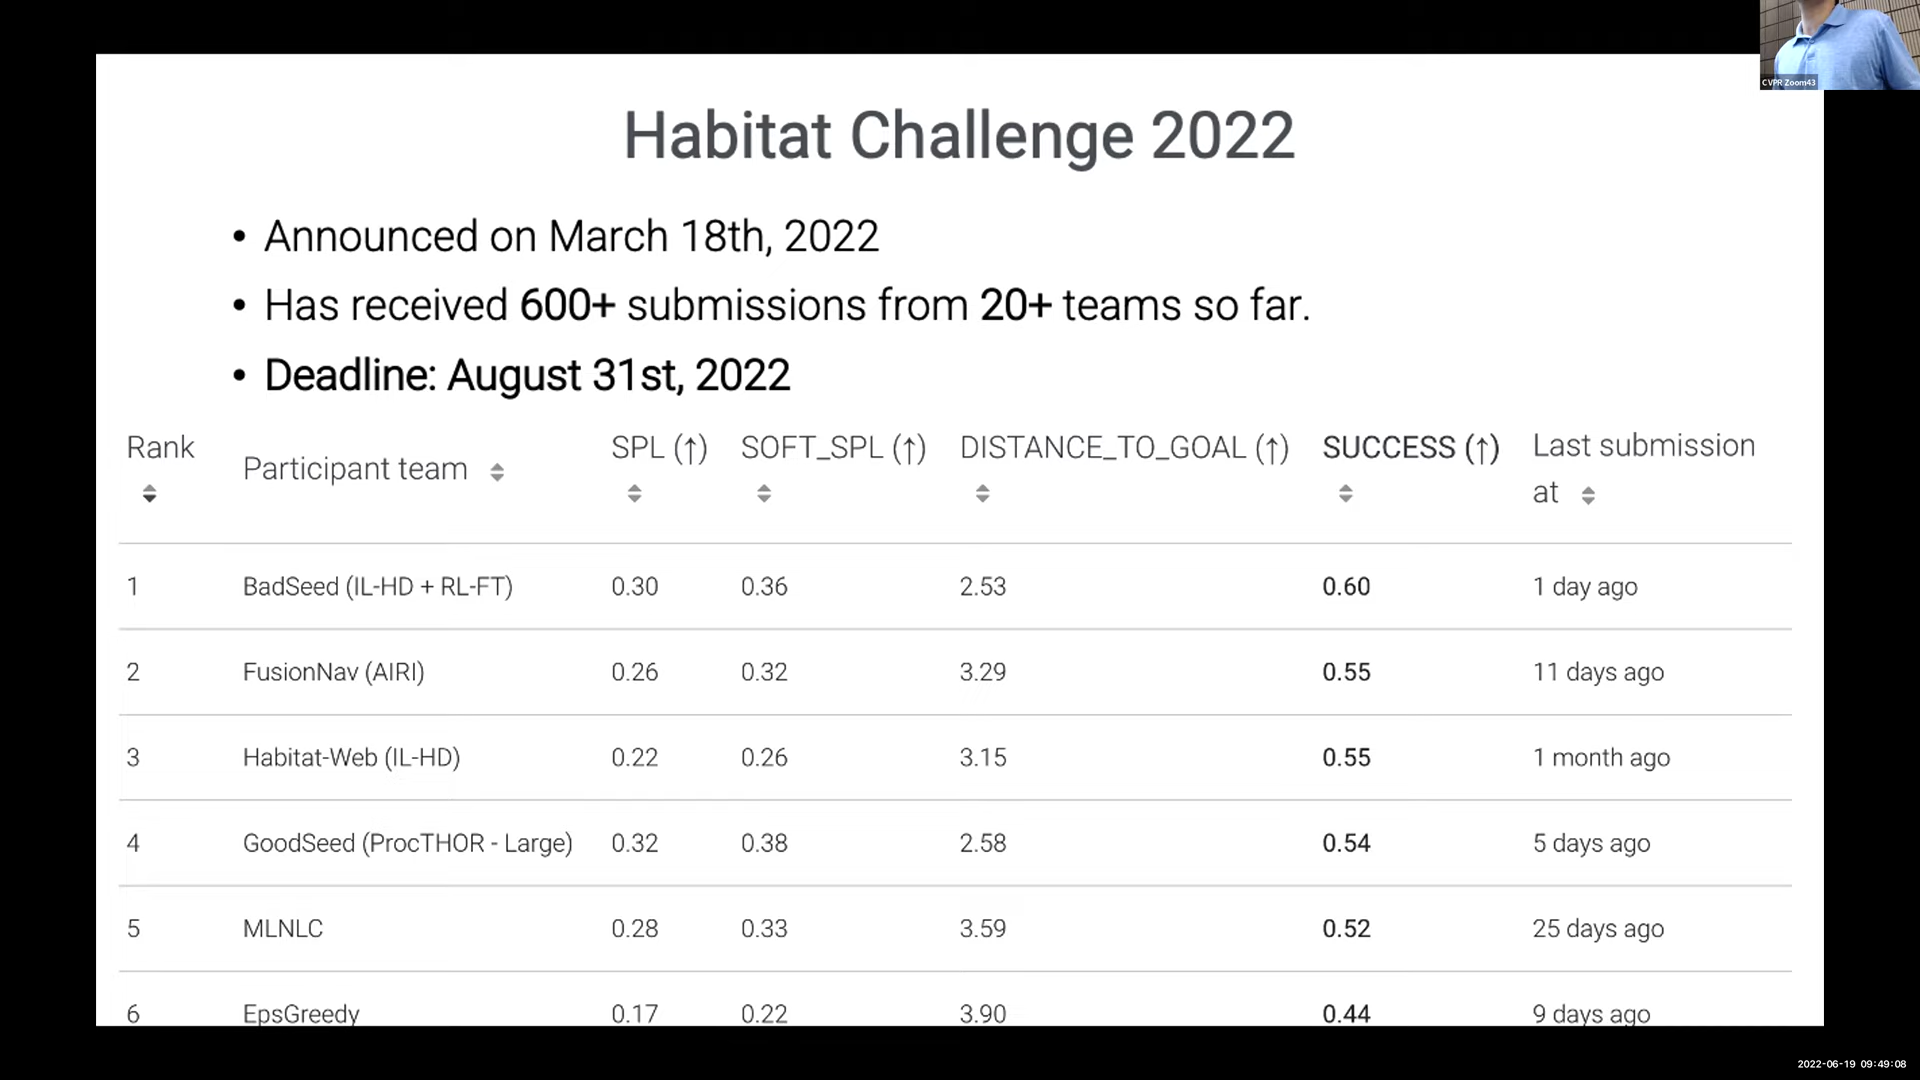 CVPR Zoom43
Habitat Challenge 2022
• Announced on March 18th, 2022
• Has received 600+ submissions from 20+ teams so far.
• Deadline: August 31st, 2022
Rank Participant team SPL (↑) SOFT_SPL (↑) DISTANCE_TO_GOAL (↑) SUCCESS (↑) Last submission at
1 BadSeed (IL-HD + RL-FT) 0.30 0.36 2.53 0.60 1 day ago
2 FusionNav (AIRI) 0.26 0.32 3.29 0.55 11 days ago
3 Habitat-Web (IL-HD) 0.22 0.26 3.15 0.55 1 month ago
4 GoodSeed (ProcTHOR - Large) 0.32 0.38 2.58 0.54 5 days ago
5 MLNLC 0.28 0.33 3.59 0.52 25 days ago
6 EpsGreedy 0.17 0.22 3.90 0.44 9 days ago
2022-06-19 09:49:08